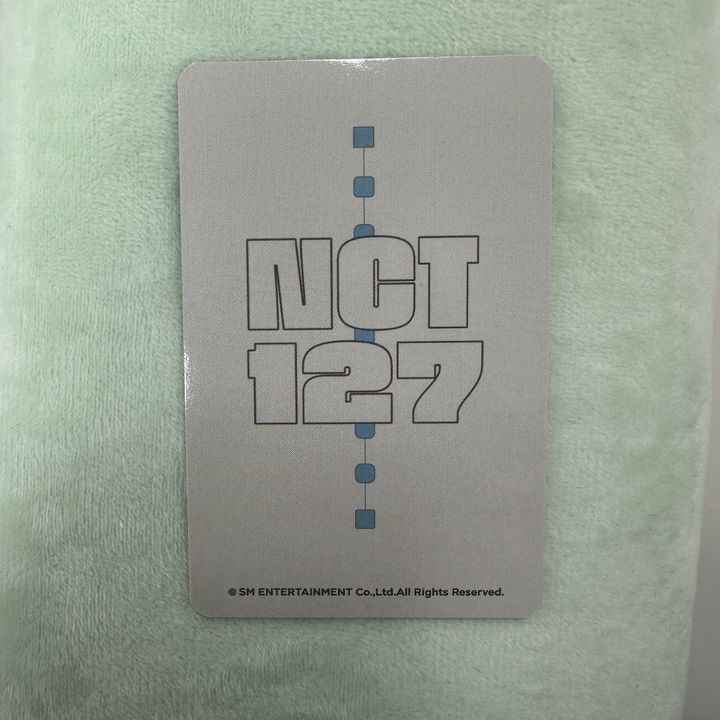 NCT
127
© SM ENTERTAINMENT Co.,Ltd.All Rights Reserved.